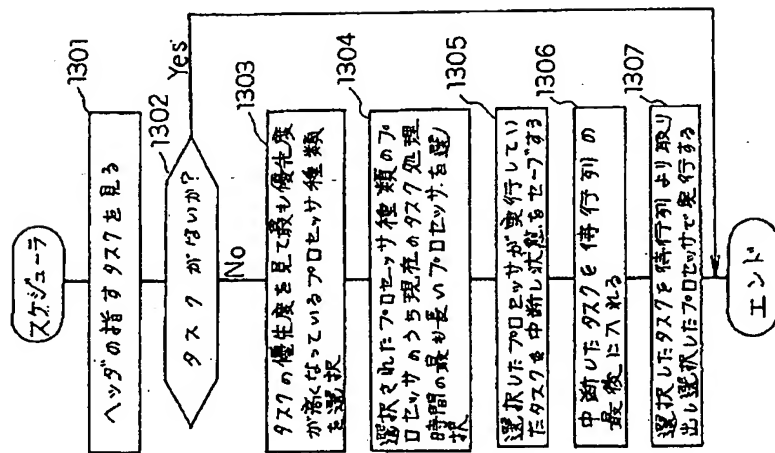 スケジューラ
1301
ヘッダの指すタスクを見る
1302
タスクがないか?
Yes
No
1303
タスクの優先度を見て最も優先度
が高くなっているプロセッサ種類
を選択
1304
選択されたプロセッサ種類のプ
ロセッサのうち現在のタスク処理
時間の最も長いプロセッサを選
択
1305
選択したプロセッサが実行してい
たタスクを中断し状態をセーブする
1306
中断したタスクを待行列の
最後に入れる
1307
選択したタスクを待行列より取り
出し選択したプロセッサで実行する
エンド